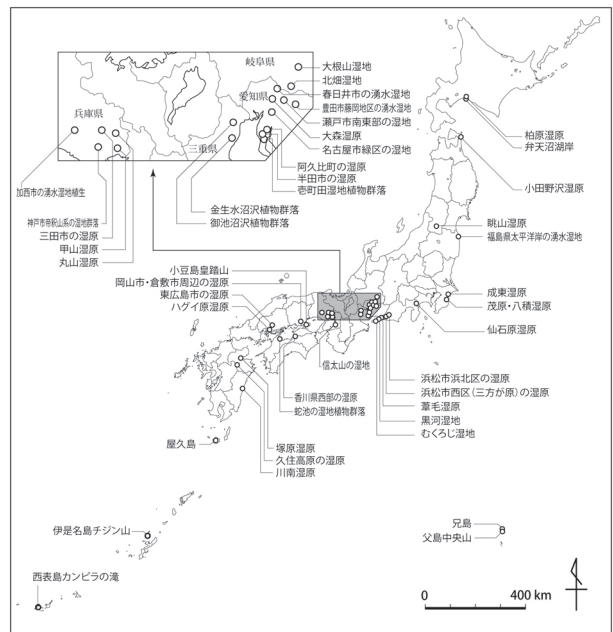 岐阜県
大根山湿地
北畑湿地
愛知県
春日井市の湧水湿地
豊田市藤岡地区の湧水湿地
兵庫県
瀬戸市南東部の湿地
大森湿原
三重県
名古屋市緑区の湿地
阿久比町の湿原
半田市の湿原
壱町田湿地植物群落
加西市の湧水湿地植生
金生水沼沢植物群落
神戸市帝釈山系の湿地群落
御池沼沢植物群落
三田市の湿原
甲山湿原
丸山湿原
柏原湿原
弁天沼湖岸
小田野沢湿原
眺山湿原
福島県太平洋岸の湧水湿地
小豆島皇踏山
岡山市・倉敷市周辺の湿原
東広島市の湿原
ハグイ原湿原
成東湿原
茂原・八積湿原
仙石原湿原
信太山の湿地
浜松市浜北区の湿原
浜松市西区(三方が原)の湿原
香川県西部の湿原
葦毛湿原
蛇池の湿地植物群落
黒河湿地
むくろじ湿地
屋久島
塚原湿原
久住高原の湿原
川南湿原
伊是名島チジン山
兄島
父島中央山
西表島カンピラの滝
0 400 km